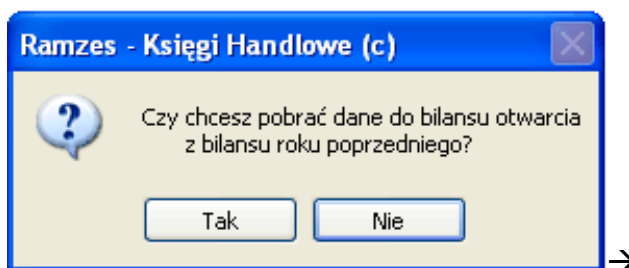 Ramzes - Księgi Handlowe (c)
Czy chcesz pobrać dane do bilansu otwarcia
z bilansu roku poprzedniego?
Tak
Nie